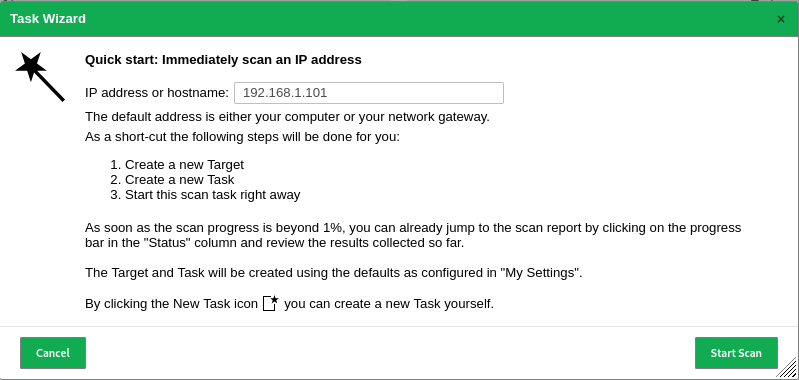 Task Wizard ×
Quick start: Immediately scan an IP address
IP address or hostname: 192.168.1.101
The default address is either your computer or your network gateway.
As a short-cut the following steps will be done for you:
1. Create a new Target
2. Create a new Task
3. Start this scan task right away
As soon as the scan progress is beyond 1%, you can already jump to the scan report by clicking on the progress
bar in the "Status" column and review the results collected so far.
The Target and Task will be created using the defaults as configured in "My Settings".
By clicking the New Task icon you can create a new Task yourself.
Cancel Start Scan